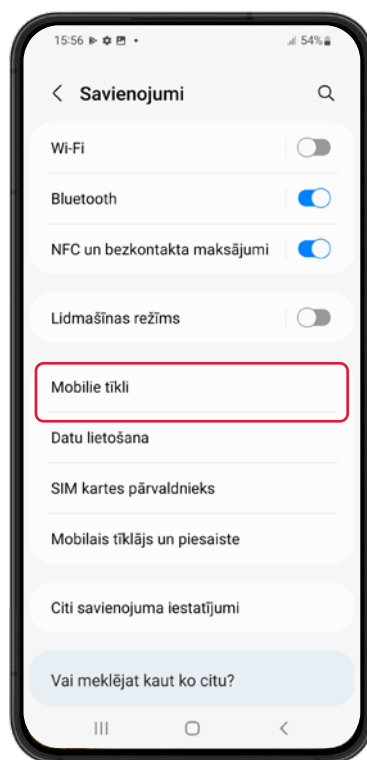 15:56 54%
Savienojumi
Wi-Fi
Bluetooth
NFC un bezkontakta maksājumi
Lidmašīnas režīms
Mobilie tīkli
Datu lietošana
SIM kartes pārvaldnieks
Mobilais tīklājs un piesaiste
Citi savienojuma iestatījumi
Vai meklējat kaut ko citu?